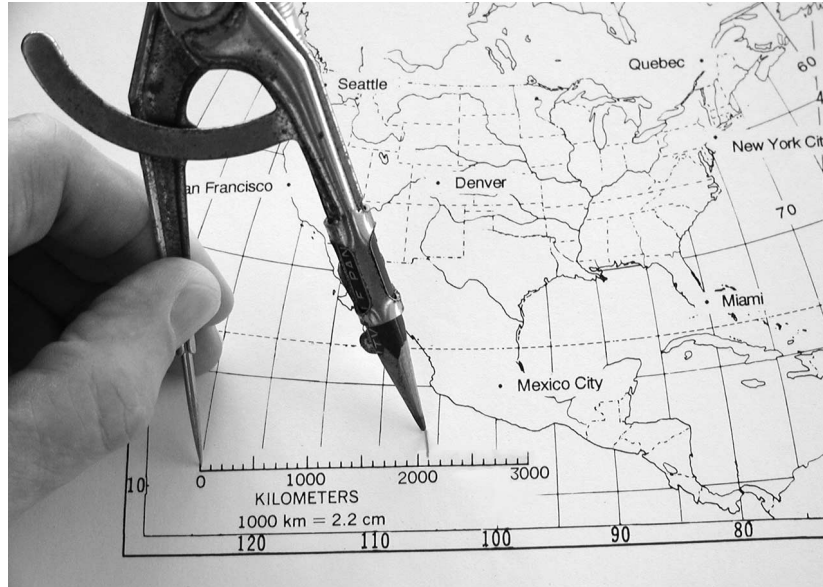 Quebec
60
Seattle
4
New York Cit
an Francisco
Denver
70
Miami
Mexico City
0 1000 2000 3000
10
KILOMETERS
1000 km = 2.2 cm
120 110 100 90 80